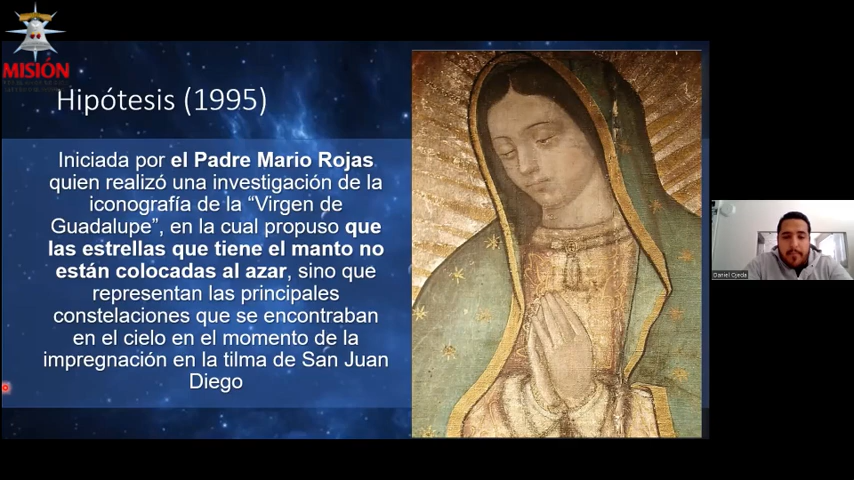 MISIÓN
Hipótesis (1995)
Iniciada por el Padre Mario Rojas
quien realizó una investigación de la
iconografía de la “Virgen de
Guadalupe”, en la cual propuso que
las estrellas que tiene el manto no
están colocadas al azar, sino que
representan las principales
constelaciones que se encontraban
en el cielo en el momento de la
impregnación en la tilma de San Juan
Diego
Daniel Ojeda